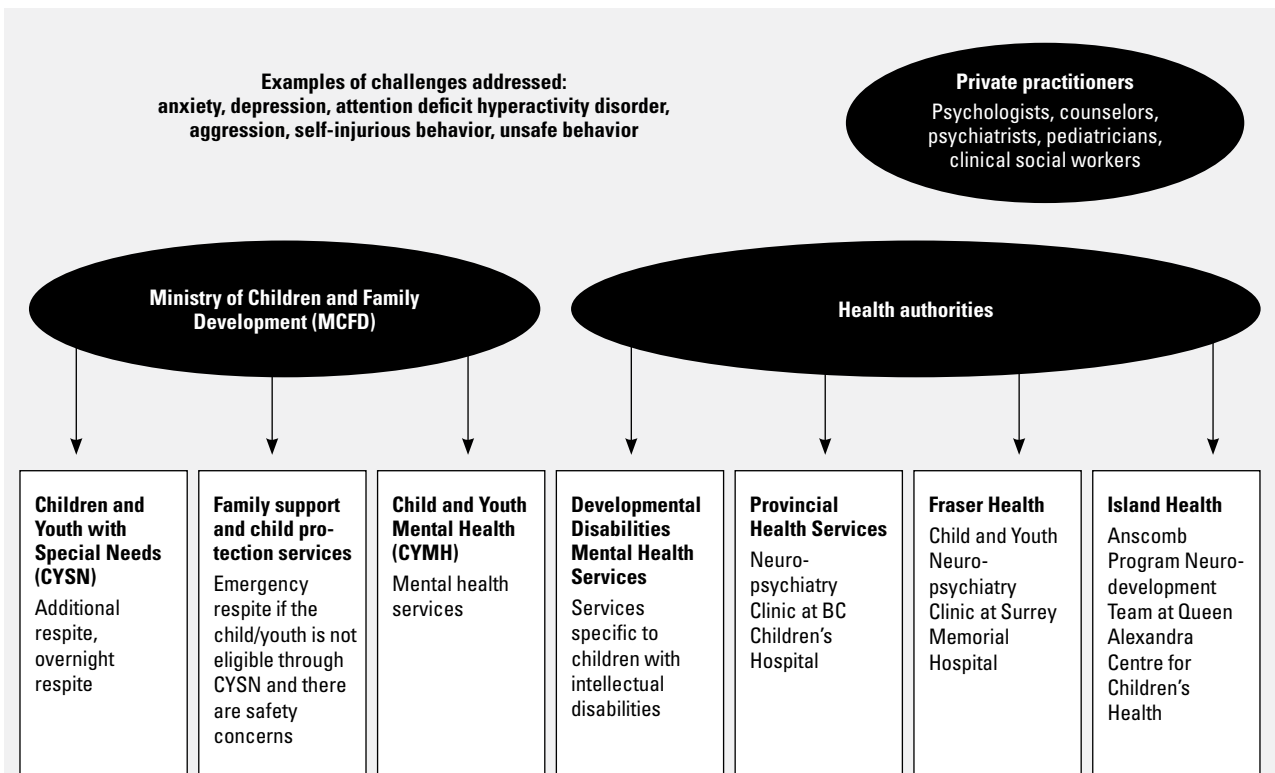 Examples of challenges addressed:
anxiety, depression, attention deficit hyperactivity disorder,
aggression, self-injurious behavior, unsafe behavior
Private practitioners
Psychologists, counselors,
psychiatrists, pediatricians,
clinical social workers
Ministry of Children and Family
Development (MCFD)
Health authorities
Children and
Youth with
Special Needs
(CYSN)
Additional
respite,
overnight
respite
Family support
and child pro-
tection services
Emergency
respite if the
child/youth is not
eligible through
CYSN and there
are safety
concerns
Child and Youth
Mental Health
(CYMH)
Mental health
services
Developmental
Disabilities
Mental Health
Services
Services
specific to
children with
intellectual
disabilities
Provincial
Health Services
Neuro-
psychiatry
Clinic at BC
Children's
Hospital
Fraser Health
Child and Youth
Neuro-
psychiatry
Clinic at Surrey
Memorial
Hospital
Island Health
Anscomb
Program Neuro-
development
Team at Queen
Alexandra
Centre for
Children's
Health